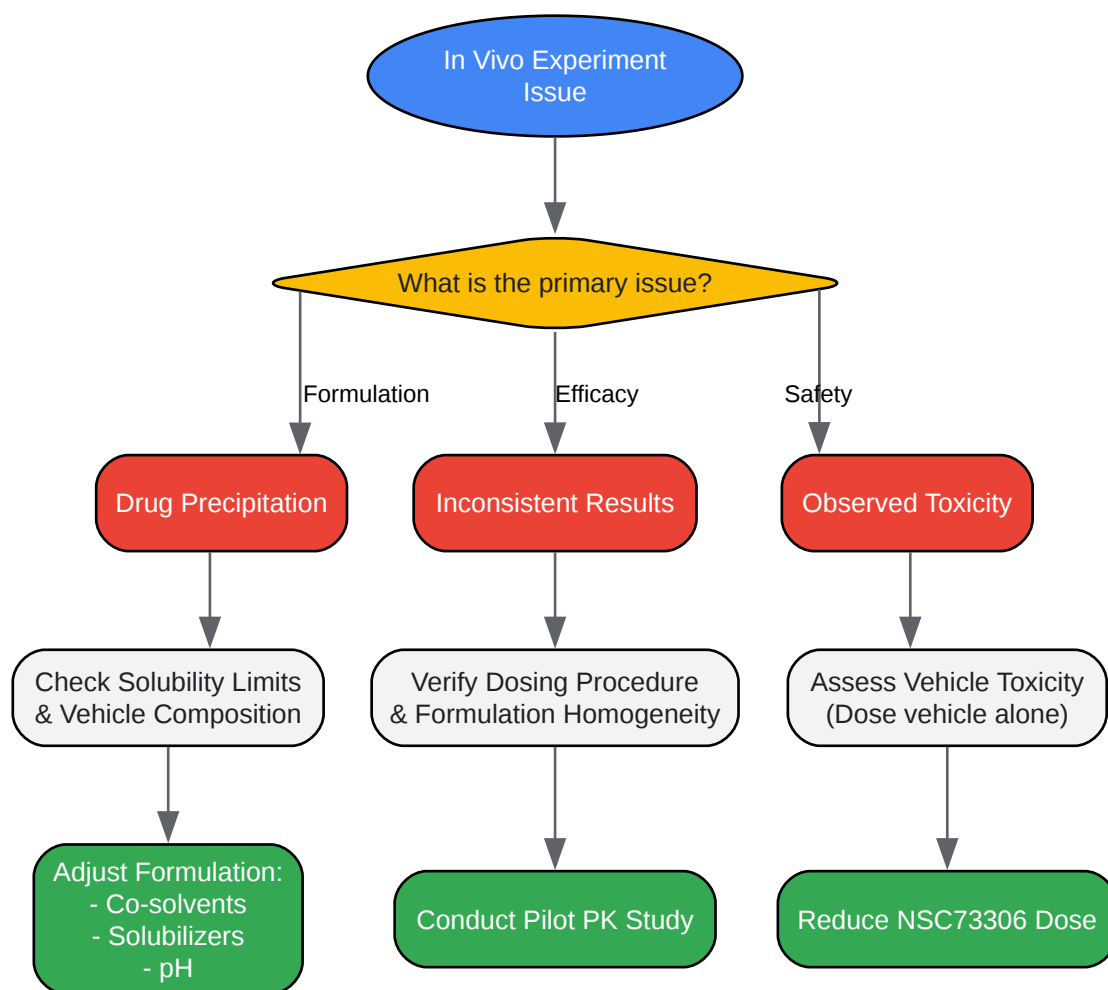 In Vivo Experiment
Issue
What is the primary issue?
Formulation
Efficacy
Safety
Drug Precipitation
Inconsistent Results
Observed Toxicity
Check Solubility Limits
& Vehicle Composition
Verify Dosing Procedure
& Formulation Homogeneity
Assess Vehicle Toxicity
(Dose vehicle alone)
Adjust Formulation:
- Co-solvents
- Solubilizers
- pH
Conduct Pilot PK Study
Reduce NSC73306 Dose